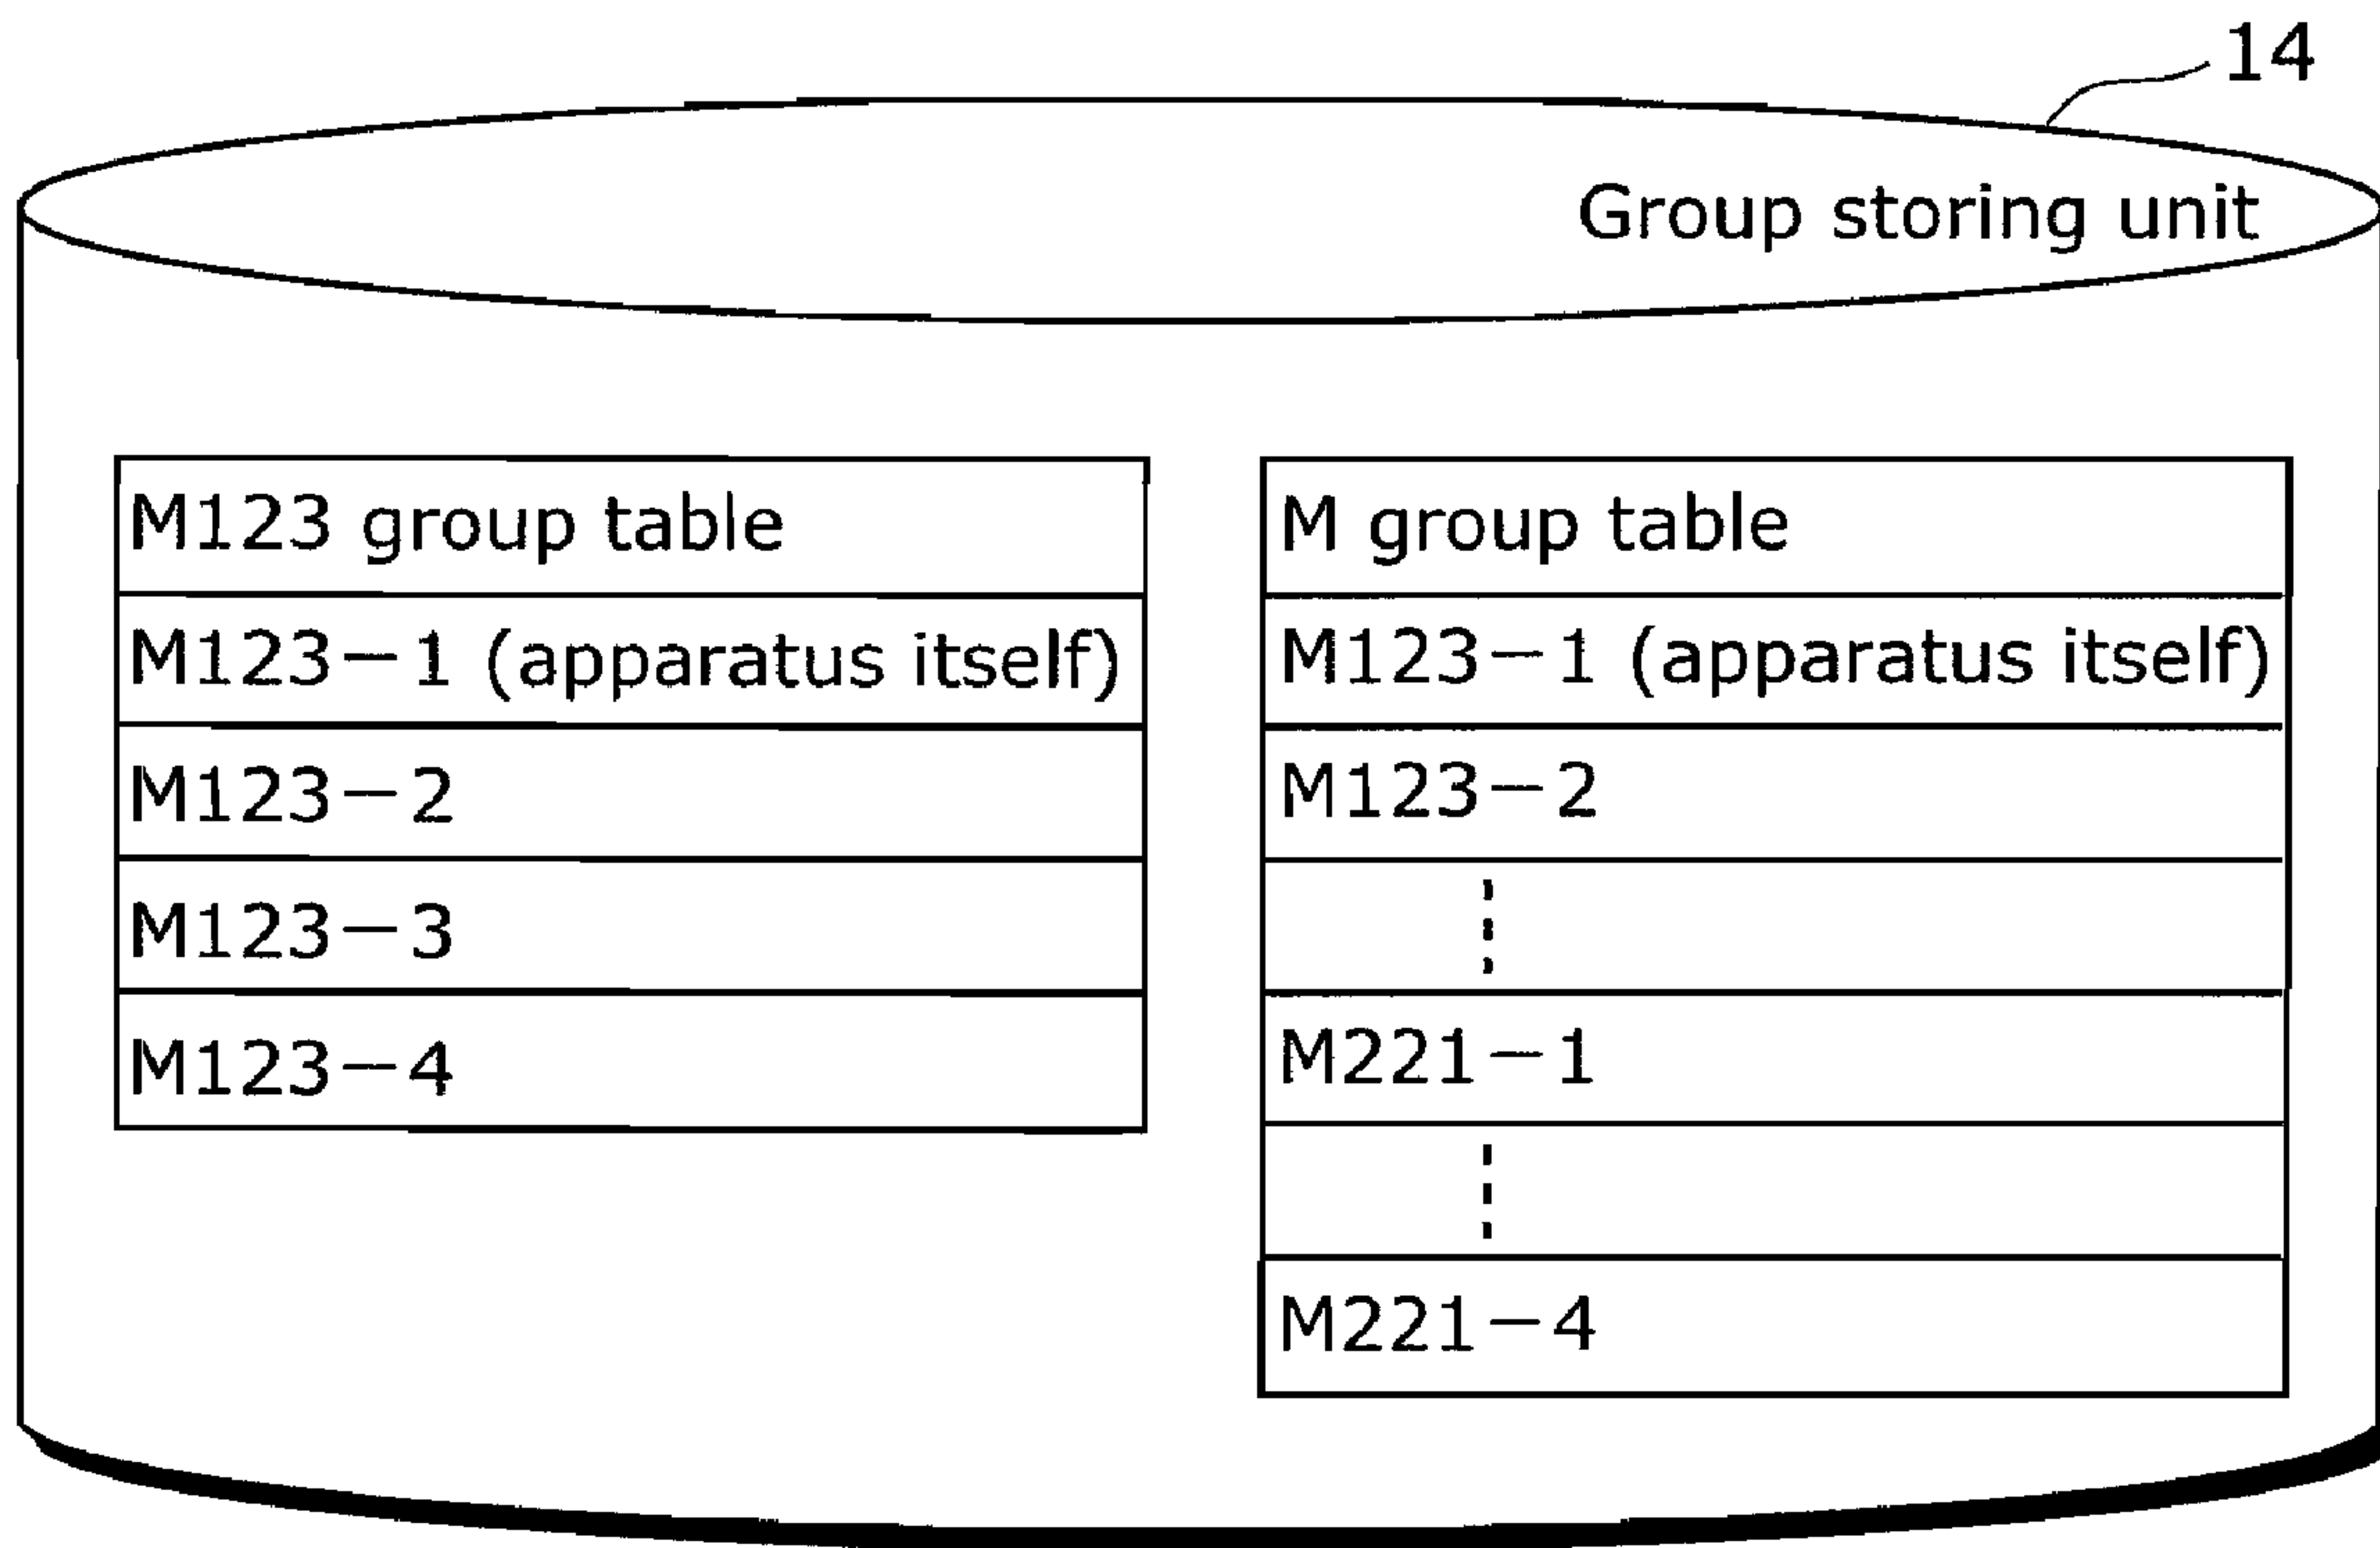 14
Group storing unit
M123 group table
M123−1 (apparatus itself)
M123−2
M123−3
M123−4
M group table
M123−1 (apparatus itself)
M123−2
M221−1
M221−4